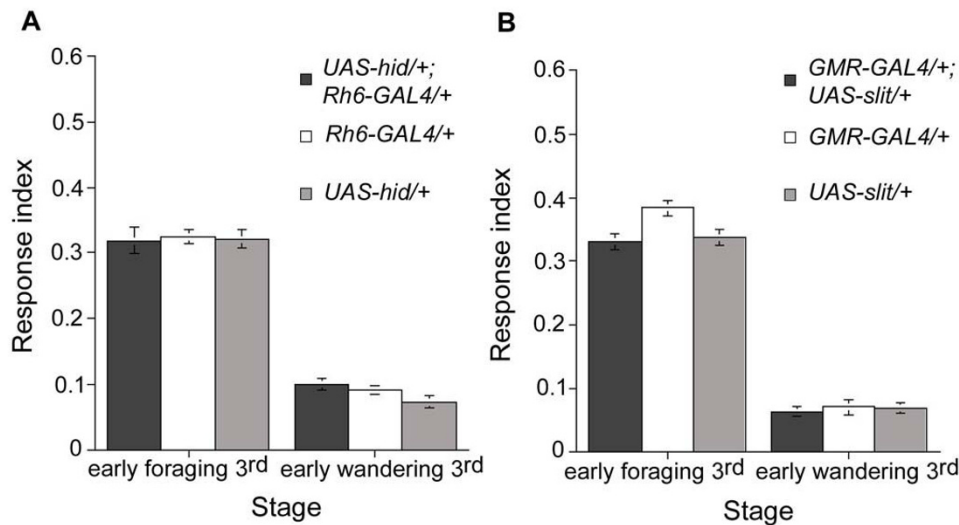 A
Response index
0.6
0.5
0.4
0.3
0.2
0.1
0
UAS-hid/+;
Rh6-GAL4/+
Rh6-GAL4/+
UAS-hid/+
early foraging 3rd
early wandering 3rd
Stage
B
Response index
0.6
0.5
0.4
0.3
0.2
0.1
0
GMR-GAL4/+;
UAS-slit/+
GMR-GAL4/+
UAS-slit/+
early foraging 3rd
early wandering 3rd
Stage